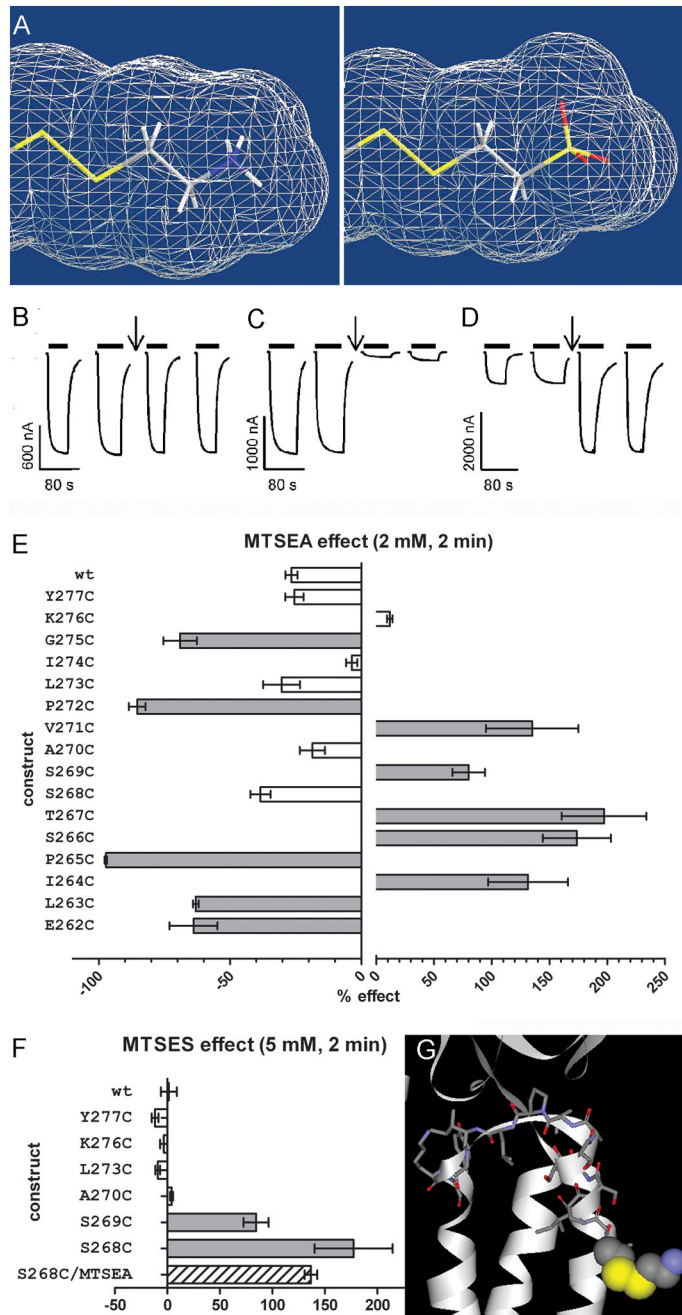 A
B
C
D
600 nA
80 s
1000 nA
80 s
2000 nA
80 s
E
MTSEA effect (2 mM, 2 min)
construct
wt
Y277C
K276C
G275C
I274C
L273C
P272C
V271C
A270C
S269C
S268C
T267C
S266C
P265C
I264C
L263C
E262C
-100
-50
0
0
50
100
150
200
250
% effect
F
MTSES effect (5 mM, 2 min)
G
construct
wt
Y277C
K276C
L273C
A270C
S269C
S268C
S268C/MTSEA
-50
0
50
100
150
200